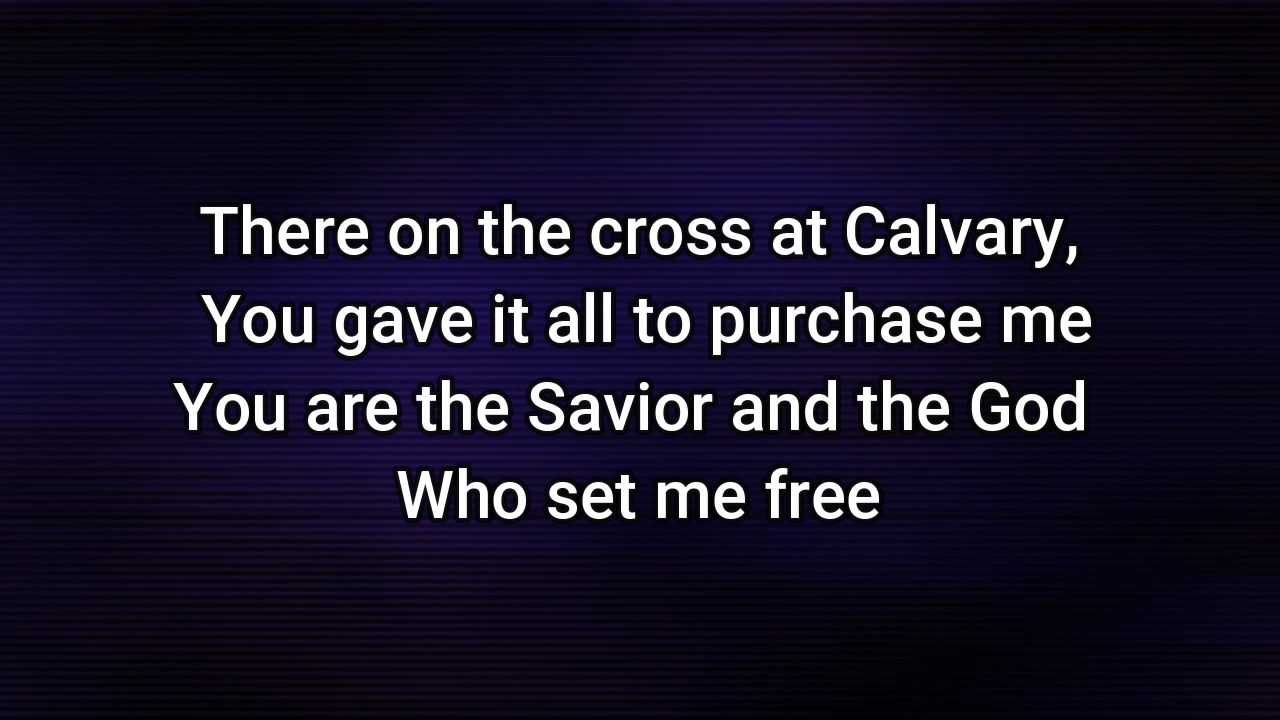 There on the cross at Calvary,
You gave it all to purchase me
You are the Savior and the God
Who set me free